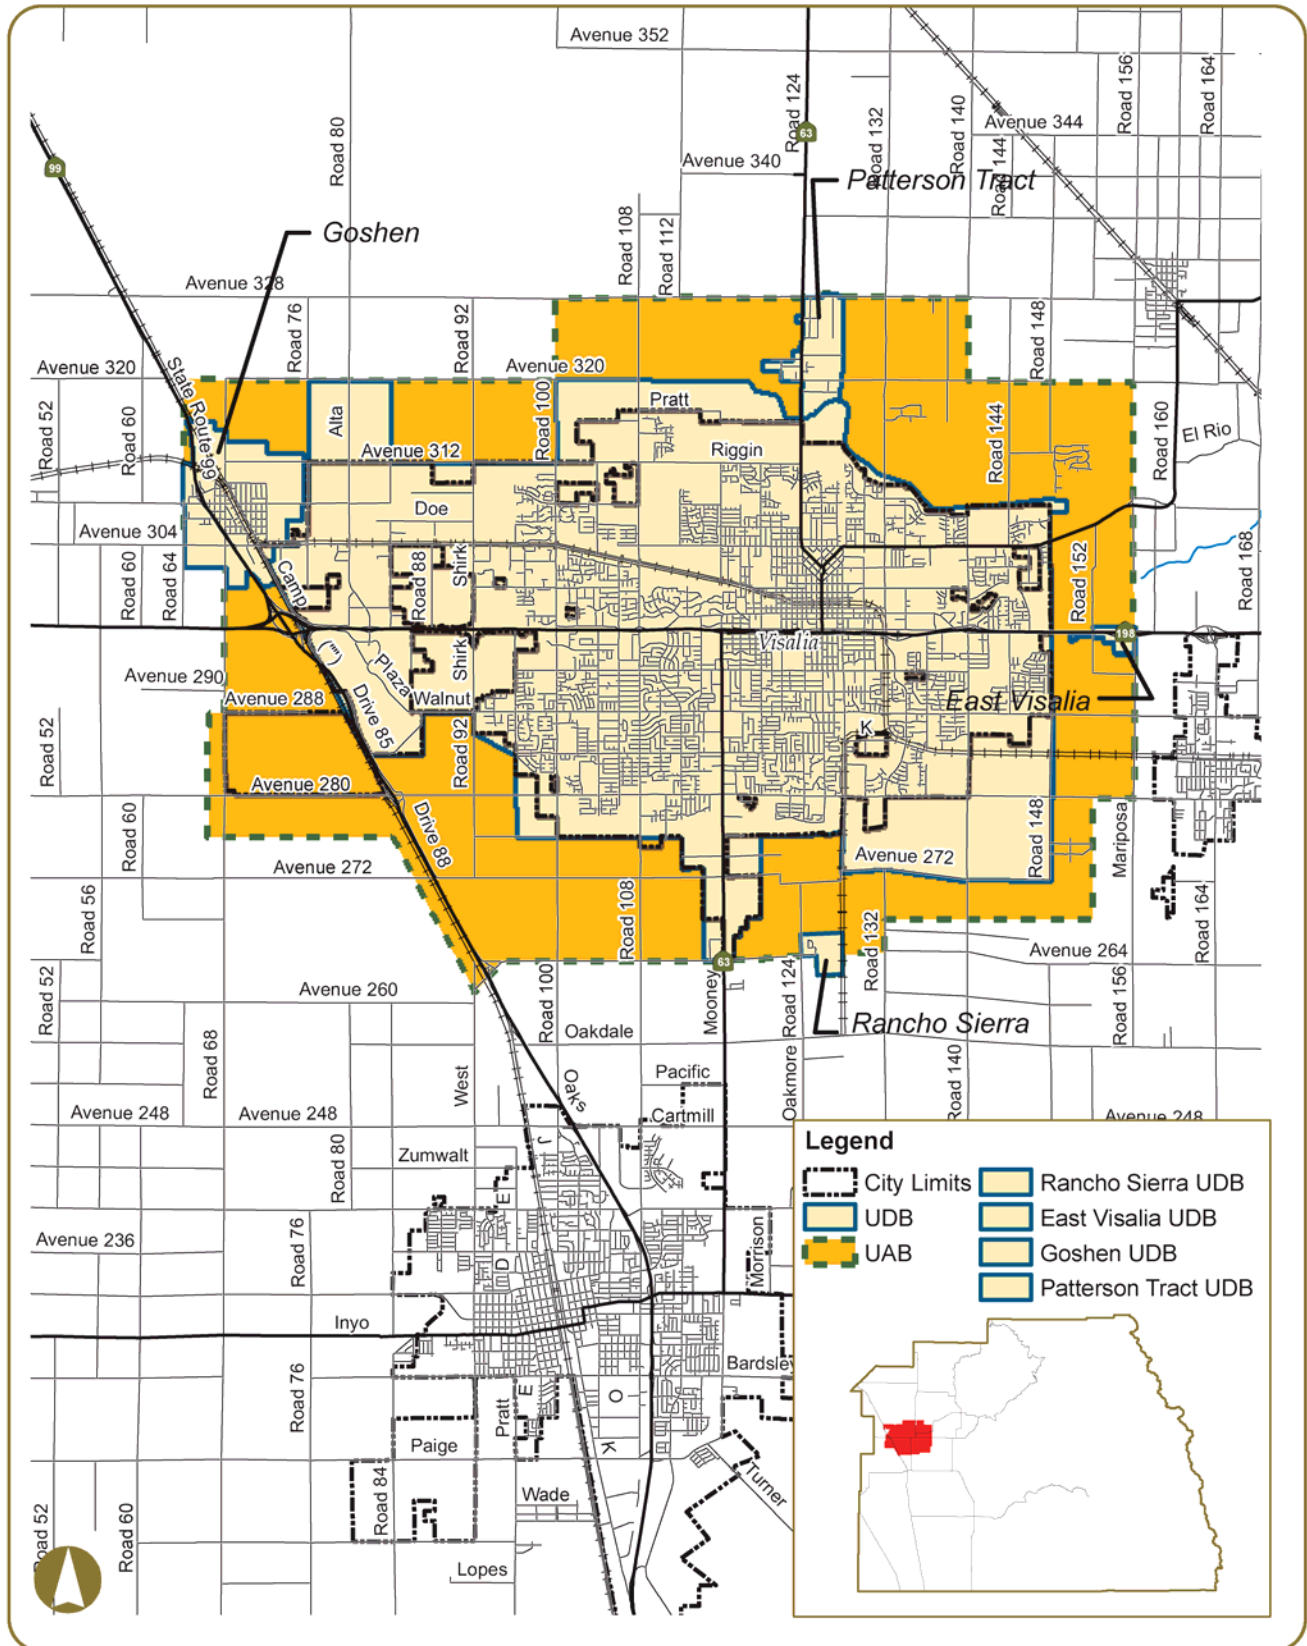 Avenue 352
Road 156
Road 164
Road 124
Road 80
Road 132
Road 140
63
Avenue 344
Road 144
99
Avenue 340
Patterson Tract
Goshen
Road 108
Road 112
Avenue 328
Road 76
Road 92
Road 148
Avenue 320
Avenue 320
State Route 99
Road 52
Road 60
Alta
Road 100
Pratt
Road 144
Road 160
El Rio
Avenue 312
Riggin
Doe
Avenue 304
Road 60
Road 64
Camp
Road 88
Shirk
Road 152
Road 168
Visalia
198
Avenue 290
Plaza
Shirk
Avenue 288
Walnut
East Visalia
Drive 85
Road 52
Road 92
K
Avenue 280
Road 60
Drive 88
Road 148
Mariposa
Avenue 272
Avenue 272
Road 56
Road 108
Road 132
Road 164
Avenue 264
63
Road 52
Avenue 260
Road 100
Mooney
Road 124
Road 156
Rancho Sierra
Oakdale
Road 68
West
Oaks
Pacific
Oakmore
Road 140
Avenue 248
Avenue 248
Cartmill
Avenue 248
J
Zumwalt
Road 80
E
Avenue 236
Road 76
D
Morrison
Inyo
Bardsley
Road 76
Pratt
E
O
K
Paige
Road 84
Turner
Wade
Road 52
Road 60
Lopes
Legend
City Limits
UDB
UAB
Rancho Sierra UDB
East Visalia UDB
Goshen UDB
Patterson Tract UDB